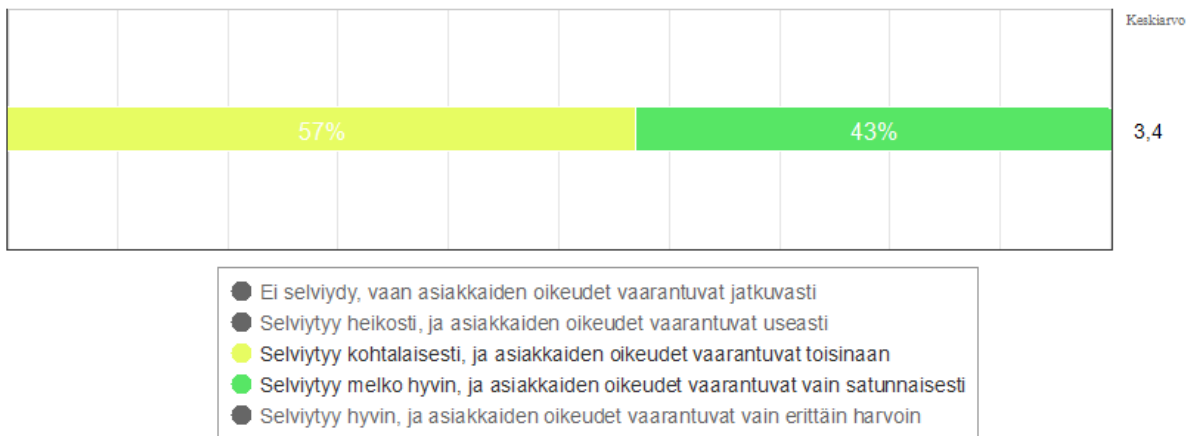 Keskiarvo
57%
43%
3,4
Ei selviydy, vaan asiakkaiden oikeudet vaarantuvat jatkuvasti
Selviytyy heikosti, ja asiakkaiden oikeudet vaarantuvat useasti
Selviytyy kohtalaisesti, ja asiakkaiden oikeudet vaarantuvat toisinaan
Selviytyy melko hyvin, ja asiakkaiden oikeudet vaarantuvat vain satunnaisesti
Selviytyy hyvin, ja asiakkaiden oikeudet vaarantuvat vain erittäin harvoin